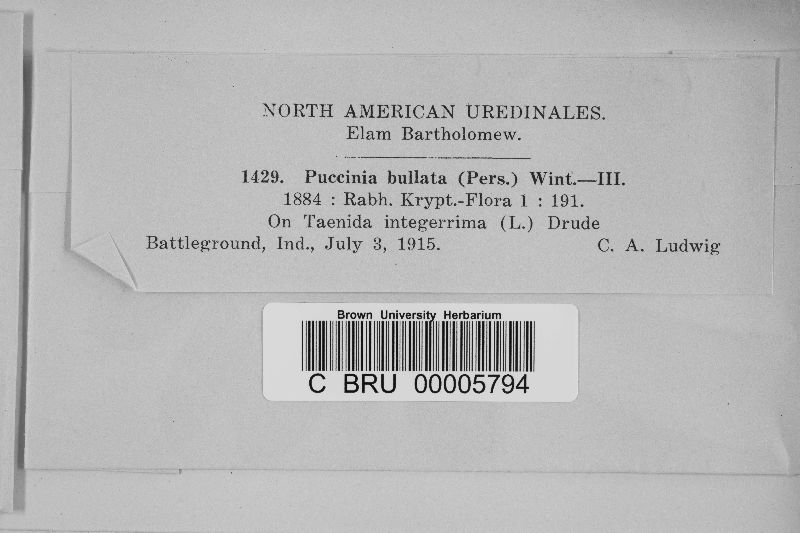 NORTH AMERICAN UREDINALES.
Elam Bartholomew.
1429. Puccinia bullata (Pers.) Wint.—III.
1884 : Rabh. Krypt.-Flora 1 : 191.
On Taenida integerrima (L.) Drude
Battleground, Ind., July 3, 1915. C. A. Ludwig
Brown University Herbarium
C BRU 00005794